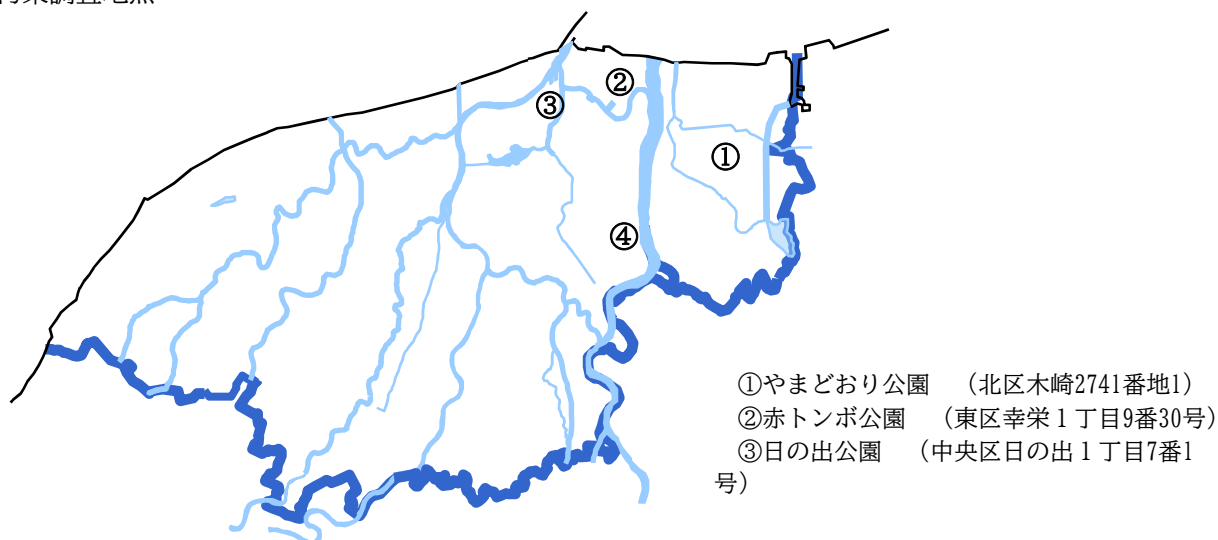 ②
③
①
④
①やまどおり公園 (北区木崎2741番地1)
②赤トンボ公園 (東区幸栄1丁目9番30号)
③日の出公園 (中央区日の出1丁目7番1
号)